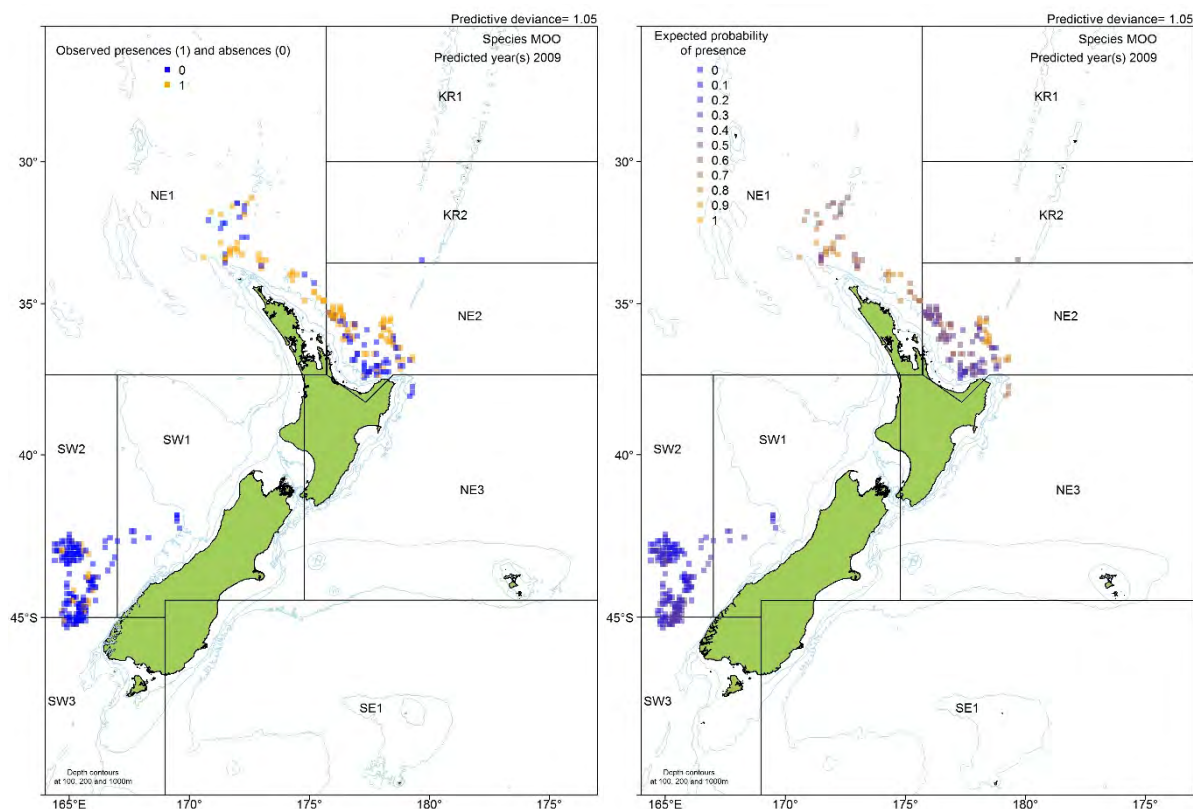 Predictive deviance= 1.05
Observed presences (1) and absences (0)
0
1
Species MOO
Predicted year(s) 2009
KR1
30°
NE1
KR2
35°
NE2
SW2
SW1
40°
NE3
45°S
SW3
SE1
Depth contours
at 100, 200 and 1000m
165°E
170°
175°
180°
175°
Predictive deviance= 1.05
Expected probability
of presence
0
0.1
0.2
0.3
0.4
0.5
0.6
0.7
0.8
0.9
1
Species MOO
Predicted year(s) 2009
KR1
30°
NE1
KR2
35°
NE2
SW2
SW1
40°
NE3
45°S
SW3
SE1
Depth contours
at 100, 200 and 1000m
165°E
170°
175°
180°
175°